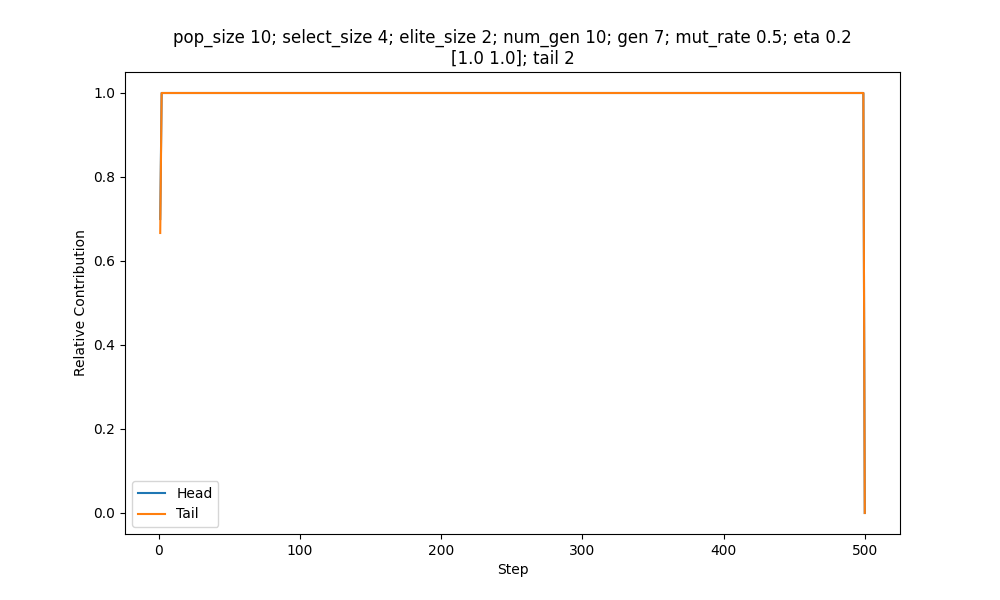 pop_size 10; select_size 4; elite_size 2; num_gen 10; gen 7; mut_rate 0.5; eta 0.2
[1.0 1.0]; tail 2
1.0
0.8
0.6
0.4
0.2
0.0
Relative Contribution
Head
Tail
0 100 200 300 400 500
Step